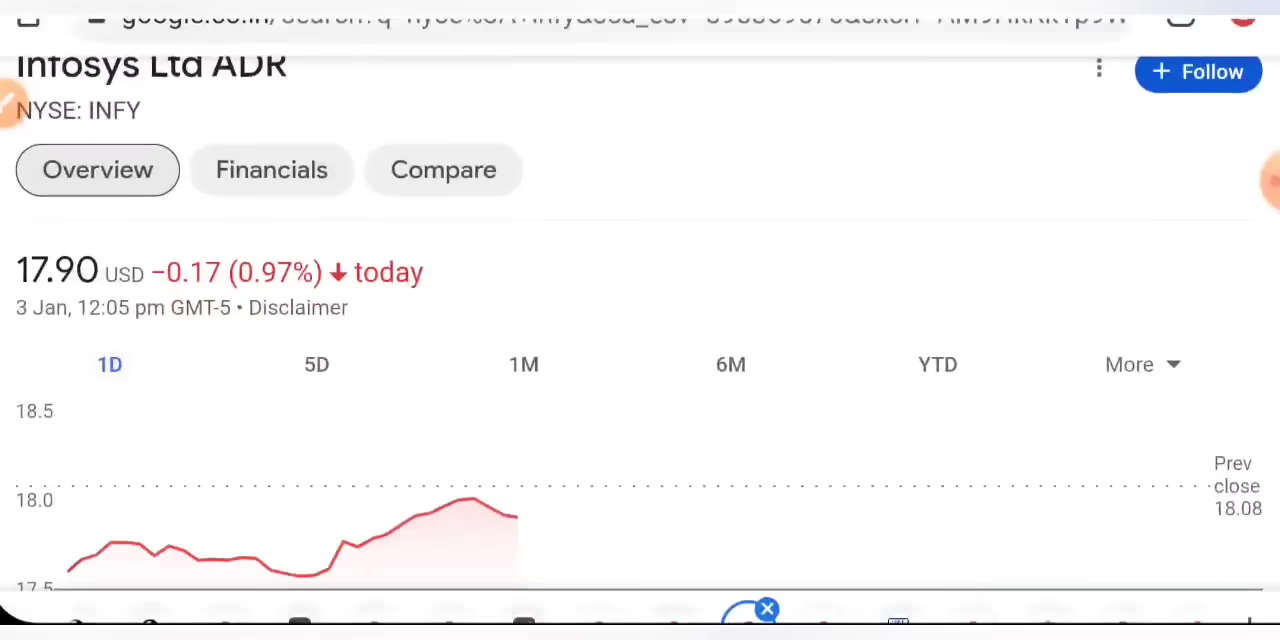 Infosys Ltd ADR
+ Follow
NYSE: INFY
Overview
Financials
Compare
17.90 USD −0.17 (0.97%) ↓ today
3 Jan, 12:05 pm GMT-5 • Disclaimer
1D
5D
1M
6M
YTD
More
18.5
18.0
17.5
Prev
close
18.08